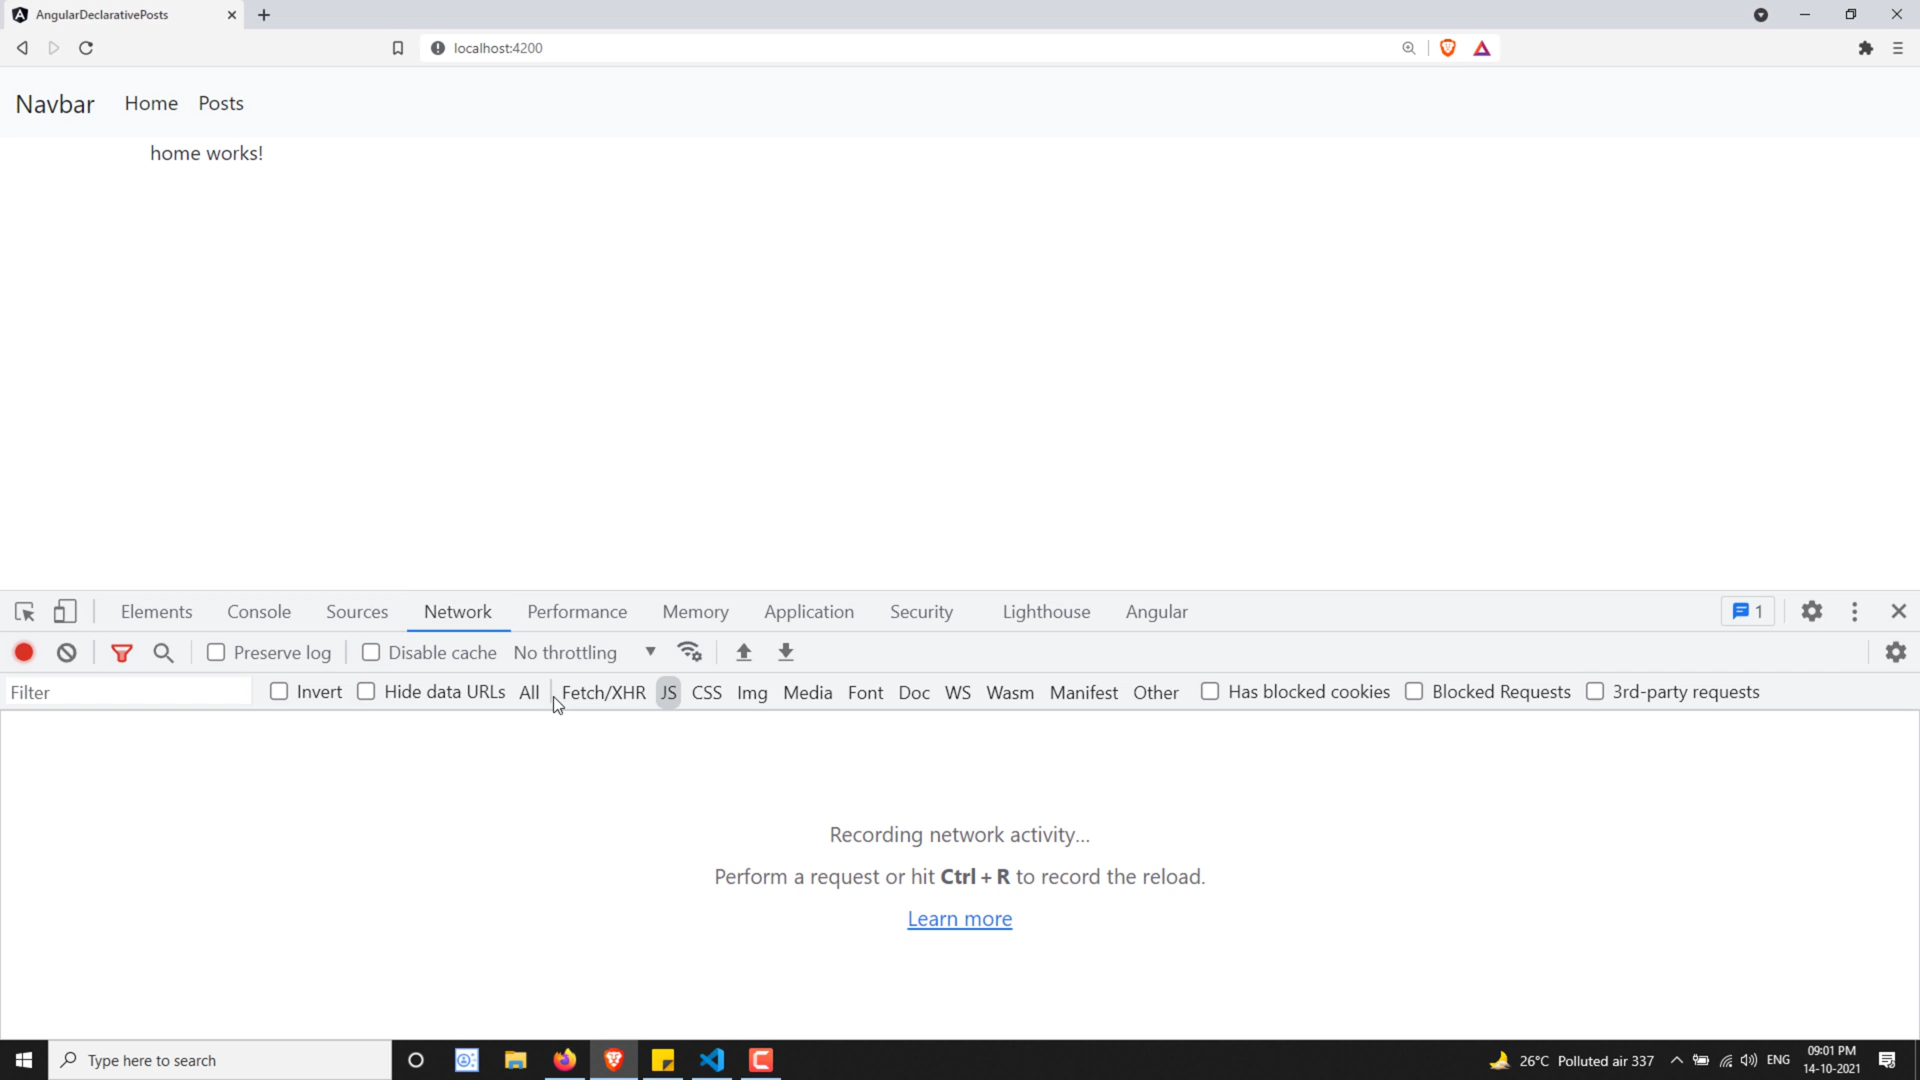 AngularDeclarativePosts
localhost:4200
Navbar Home Posts
home works!
Elements Console Sources Network Performance Memory Application Security Lighthouse Angular 1
Preserve log Disable cache No throttling
Filter Invert Hide data URLs All Fetch/XHR JS CSS Img Media Font Doc WS Wasm Manifest Other Has blocked cookies Blocked Requests 3rd-party requests
Recording network activity...
Perform a request or hit Ctrl + R to record the reload.
Learn more
Type here to search
26°C Polluted air 337 ENG
09:01 PM
14-10-2021